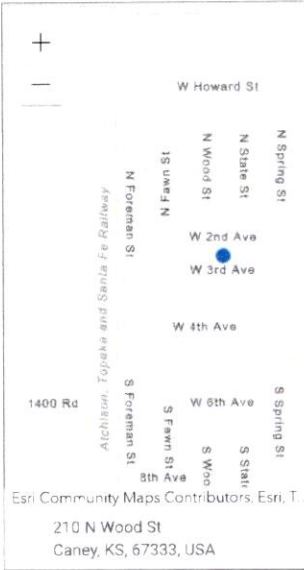 +
−
W Howard St
N Foreman St
N Fawn St
N Wood St
N State St
N Spring St
Atchison, Topeka and Santa Fe Railway
W 2nd Ave
W 3rd Ave
W 4th Ave
1400 Rd
S Foreman St
S Fawn St
W 6th Ave
S Woo
S State
S Spring St
8th Ave
Esri Community Maps Contributors, Esri, T...
210 N Wood St
Caney, KS, 67333, USA